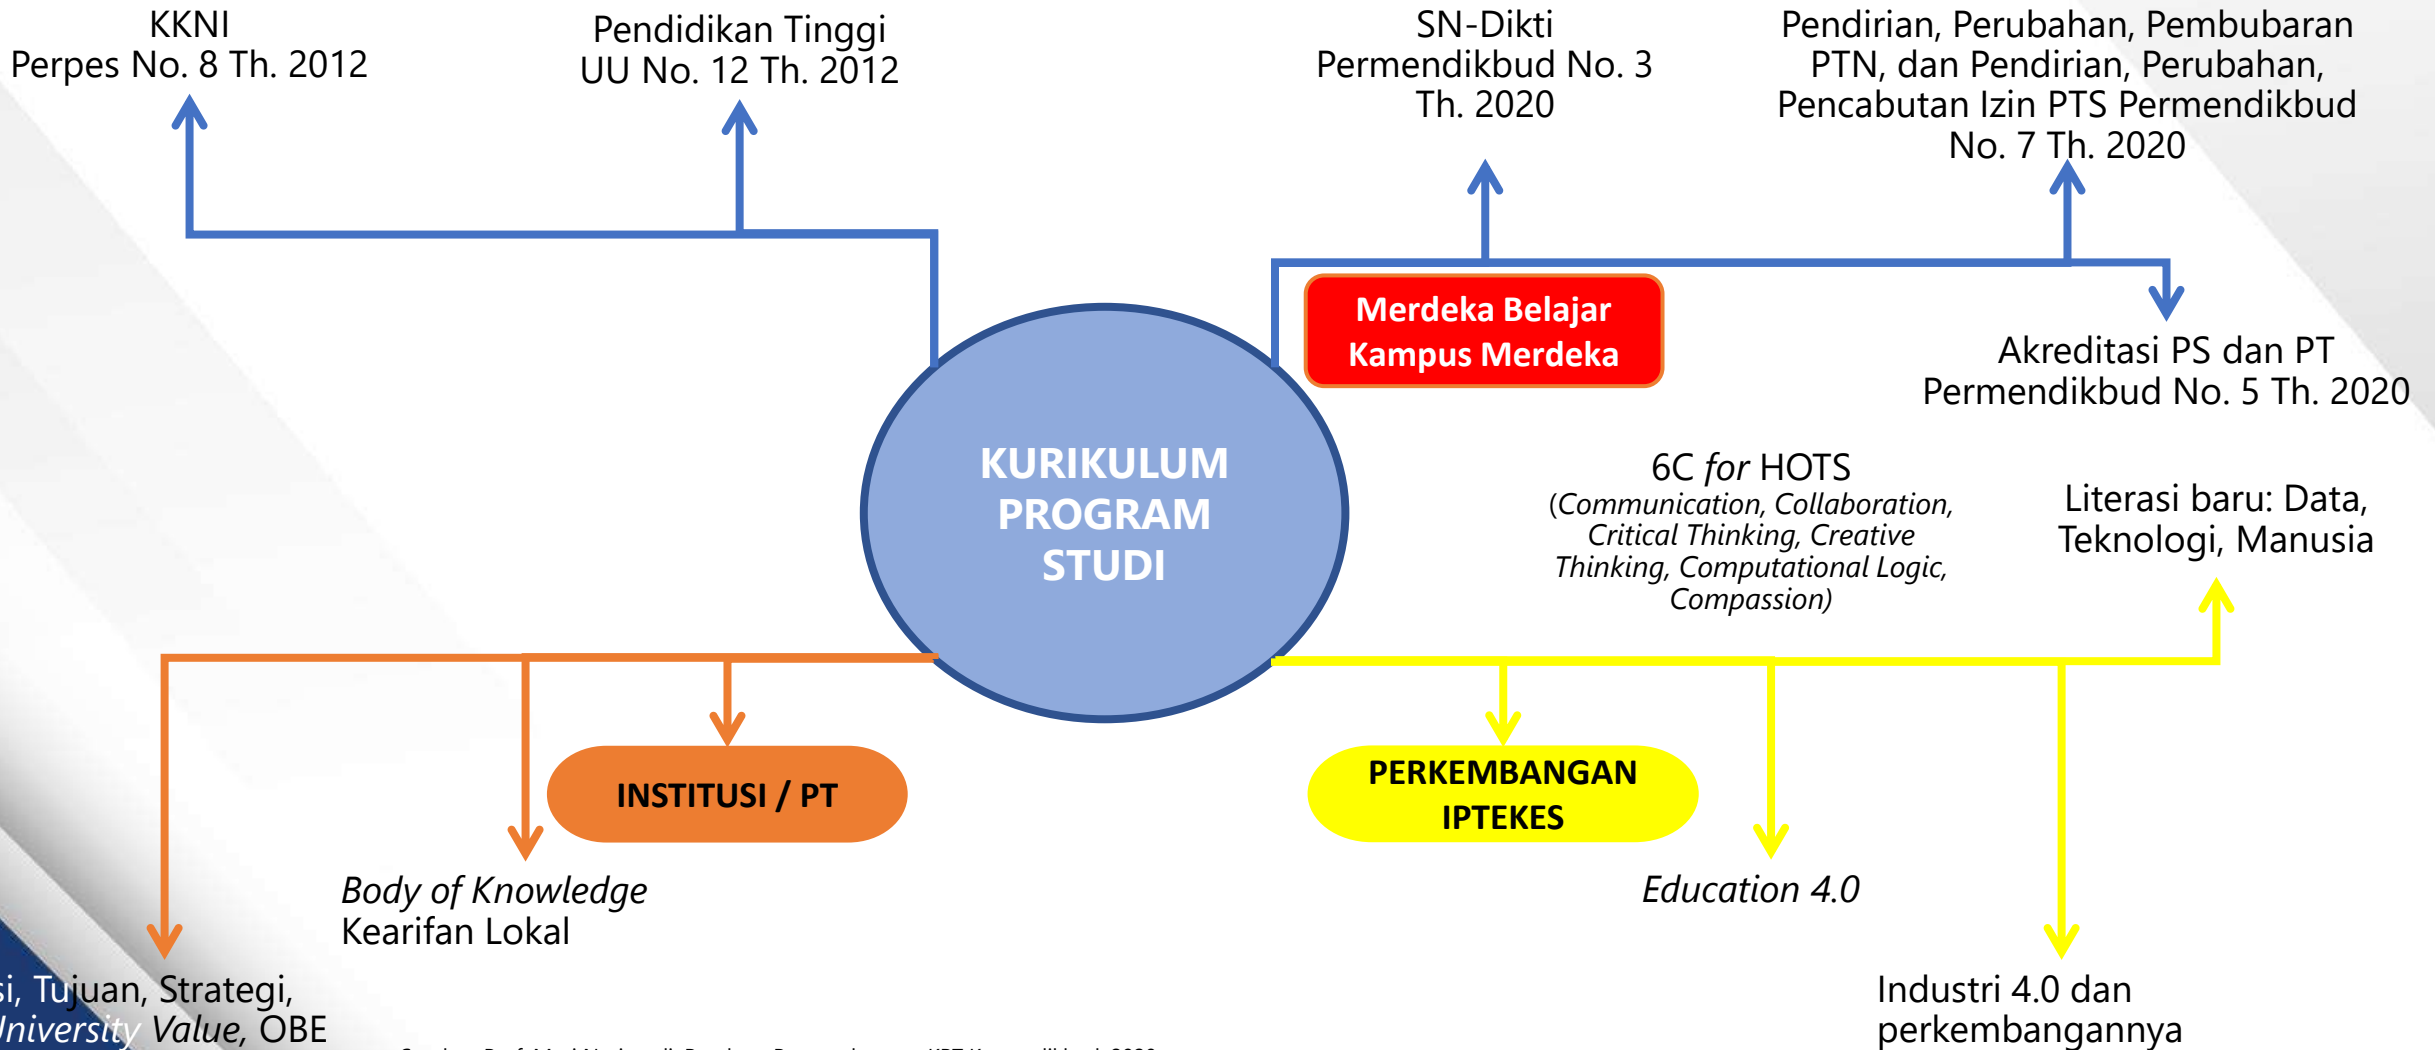 KKNI
Perpes No. 8 Th. 2012
Pendidikan Tinggi
UU No. 12 Th. 2012
SN-Dikti
Permendikbud No. 3
Th. 2020
Pendirian, Perubahan, Pembubaran
PTN, dan Pendirian, Perubahan,
Pencabutan Izin PTS Permendikbud
No. 7 Th. 2020
Merdeka Belajar
Kampus Merdeka
Akreditasi PS dan PT
Permendikbud No. 5 Th. 2020
KURIKULUM
PROGRAM
STUDI
6C for HOTS
(Communication, Collaboration,
Critical Thinking, Creative
Thinking, Computational Logic,
Compassion)
Literasi baru: Data,
Teknologi, Manusia
INSTITUSI / PT
PERKEMBANGAN
IPTEKES
Body of Knowledge
Kearifan Lokal
Education 4.0
Tujuan, Strategi,
University Value, OBE
Industri 4.0 dan
perkembangannya